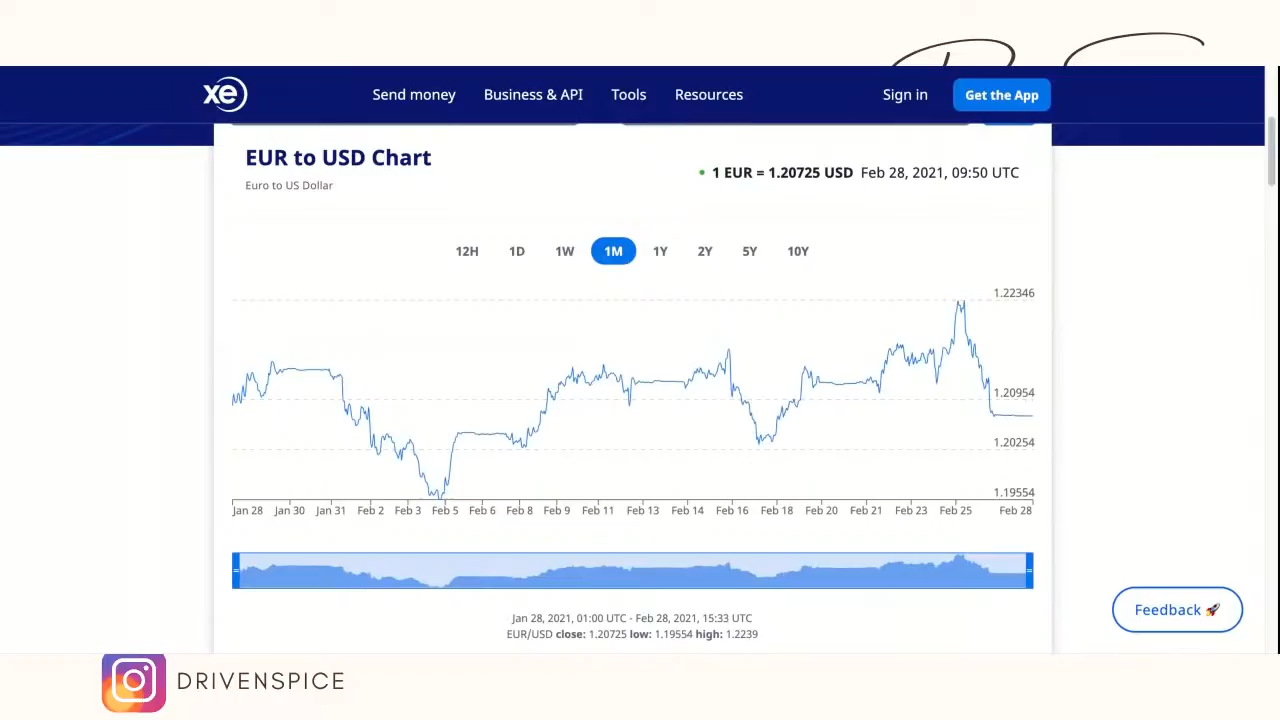 xe
Send money
Business & API
Tools
Resources
Sign in
Get the App
EUR to USD Chart
Euro to US Dollar
1 EUR = 1.20725 USD Feb 28, 2021, 09:50 UTC
12H 1D 1W 1M 1Y 2Y 5Y 10Y
1.22346
1.20954
1.20254
1.19554
Jan 28 Jan 30 Jan 31 Feb 2 Feb 3 Feb 5 Feb 6 Feb 8 Feb 9 Feb 11 Feb 13 Feb 14 Feb 16 Feb 18 Feb 20 Feb 21 Feb 23 Feb 25 Feb 28
Jan 28, 2021, 01:00 UTC - Feb 28, 2021, 15:33 UTC
EUR/USD close: 1.20725 low: 1.19554 high: 1.2239
Feedback 🚀
DRIVENSPICE